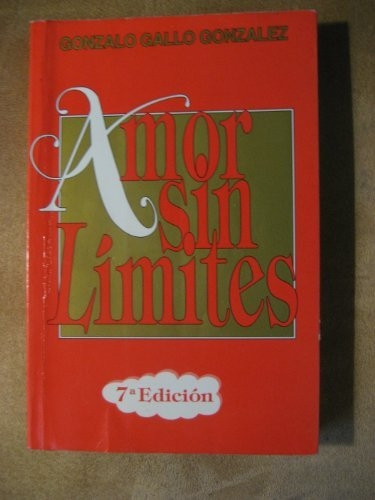 GONZALO GALLO GONZALEZ
Amor
sin
Límites
7ª Edición